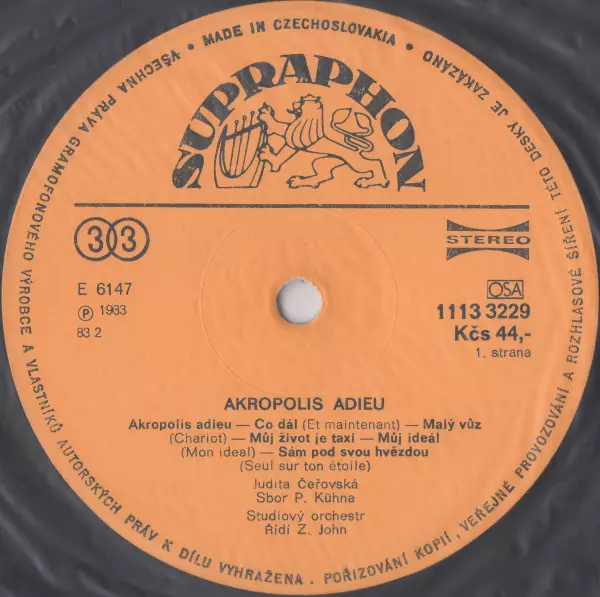 VŠECHNA PRÁVA GRAMOFONOVÉHO VÝROBCE A VLASTNÍKŮ AUTORSKÝCH PRÁV K DÍLU VYHRAŽENA • POŘIZOVÁNÍ KOPIÍ, VEŘEJNÉ PROVOZOVÁNÍ A ROZHLASOVÉ ŠÍŘENÍ TÉTO DESKY JE ZAKÁZÁNO
• MADE IN CZECHOSLOVAKIA •
SUPRAPHON
33
STEREO
E 6147
Ⓟ 1983
83 2
OSA
1113 3229
Kčs 44,-
1. strana
AKROPOLIS ADIEU
Akropolis adieu — Co dál (Et maintenant) — Malý vůz
(Chariot) — Můj život je taxi — Můj ideál
(Mon ideal) — Sám pod svou hvězdou
(Seul sur ton étoile)
Judita Čeřovská
Sbor P. Kühna
Studiový orchestr
Řídí Z. John